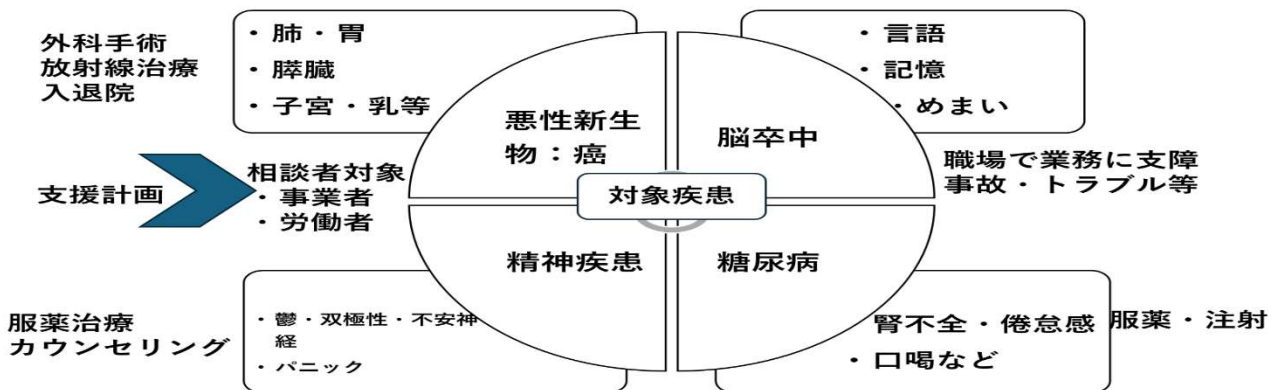 外科手術
放射線治療
入退院
・肺・胃
・膵臓
・子宮・乳等
悪性新生
物：癌
脳卒中
・言語
・記憶
・めまい
支援計画
相談者対象
・事業者
・労働者
対象疾患
職場で業務に支障
事故・トラブル等
精神疾患
糖尿病
服薬治療
カウンセリング
・鬱・双極性・不安神
経
・パニック
腎不全・倦怠感
・口喝など
服薬・注射